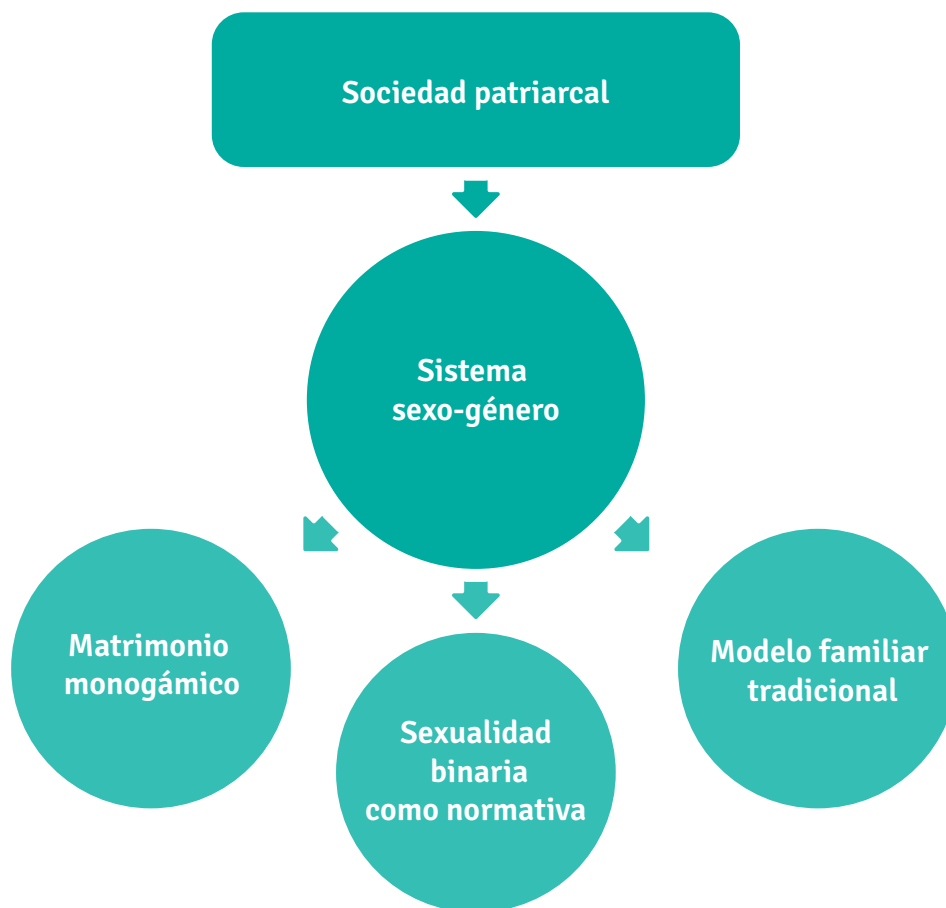 Sociedad patriarcal
Sistema
sexo-género
Matrimonio
monogámico
Sexualidad
binaria
como normativa
Modelo familiar
tradicional